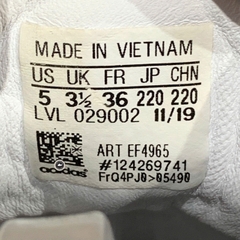 MADE IN VIETNAM
US UK FR JP CHN
5 3½ 36 220 220
LVL 029002 11/19
ART EF4965
#124269741
adidas FrQ4PJ0>05490